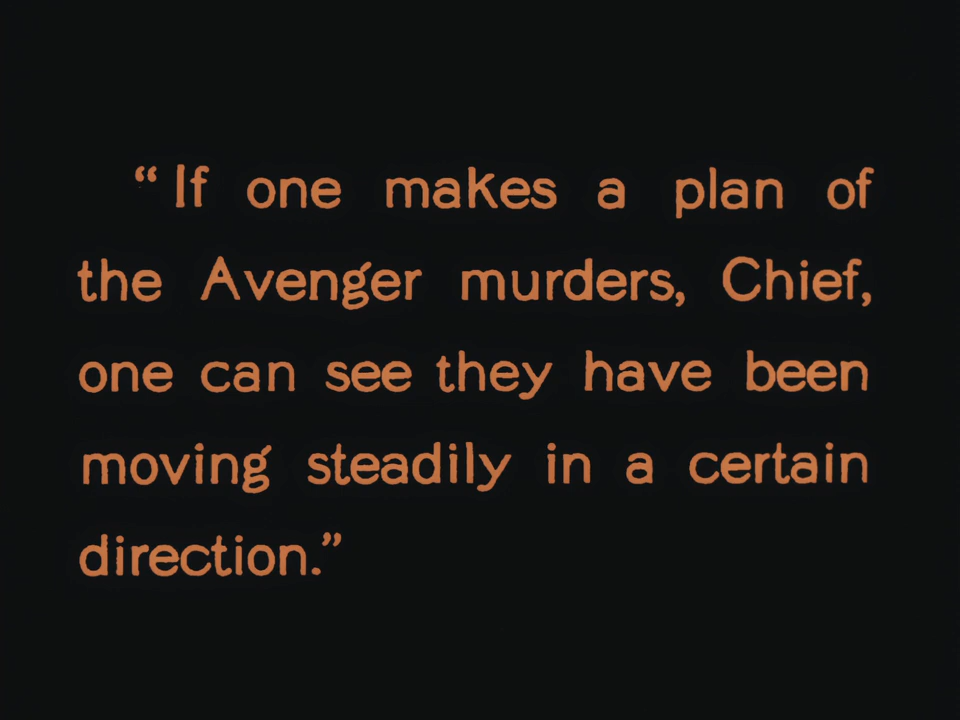 “If one makes a plan of
the Avenger murders, Chief,
one can see they have been
moving steadily in a certain
direction.”